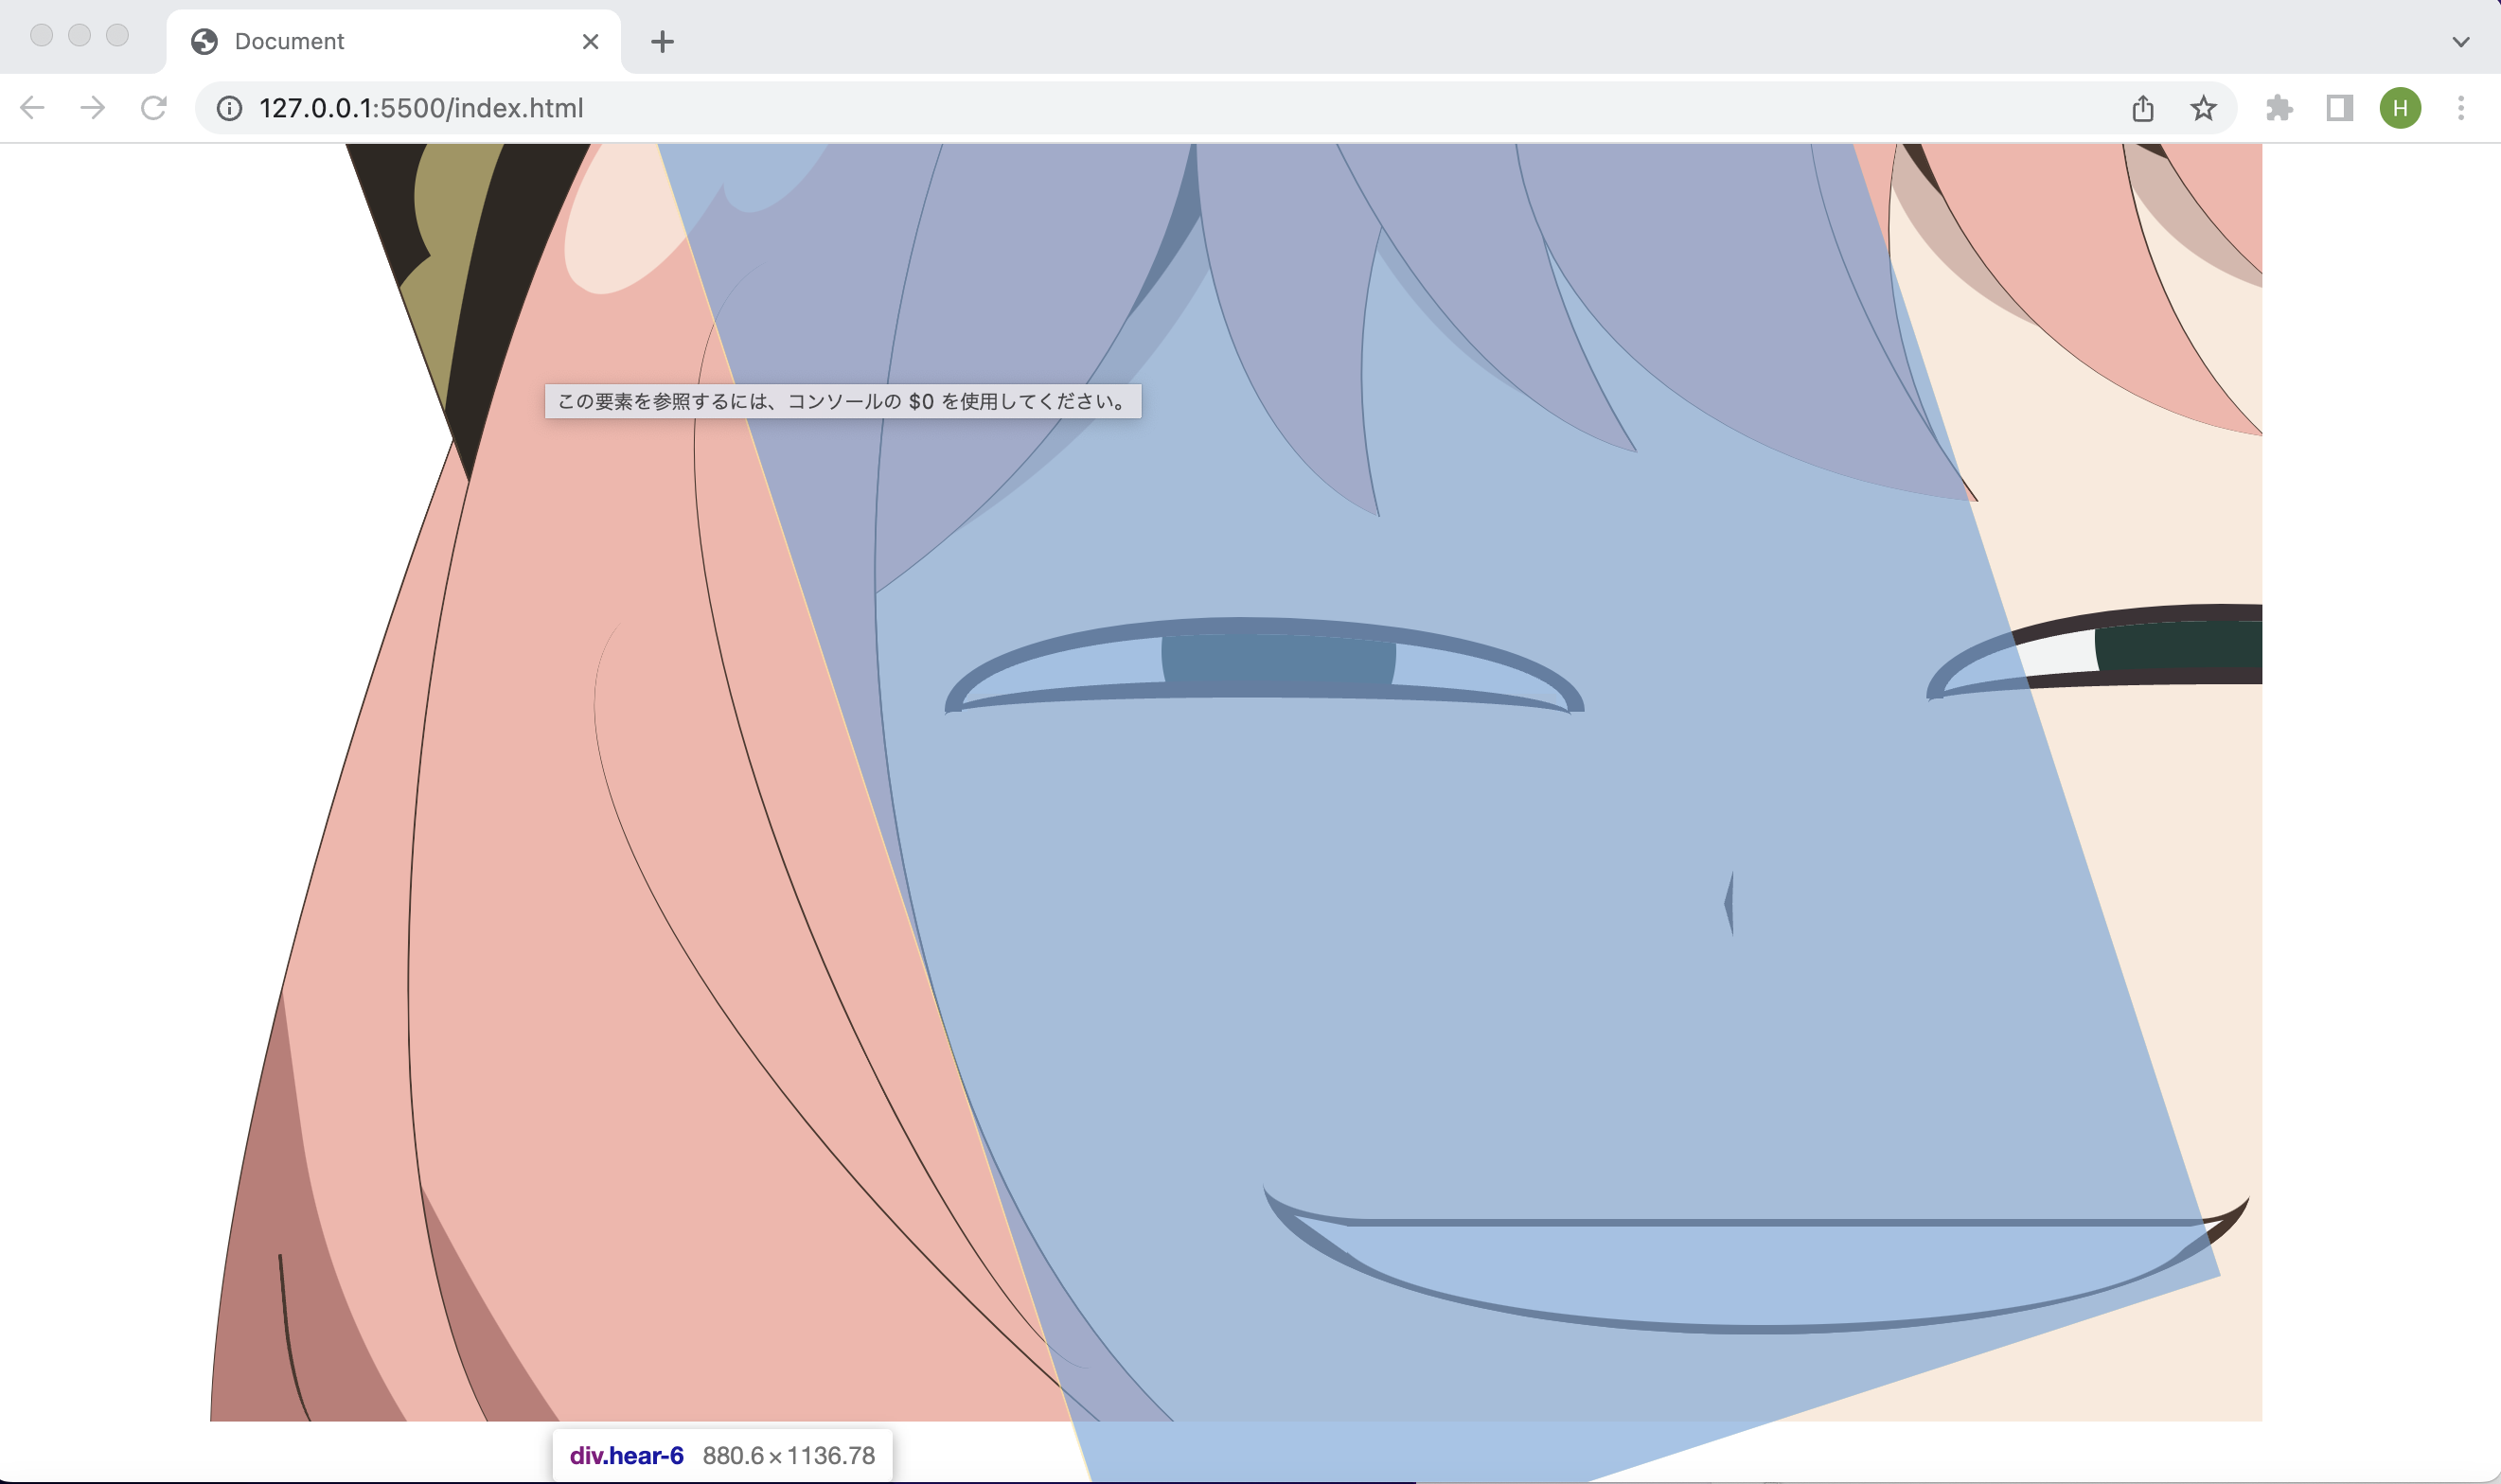 Document
127.0.0.1:5500/index.html
H
この要素を参照するには、コンソールの $0 を使用してください。
div.hear-6 880.6×1136.78